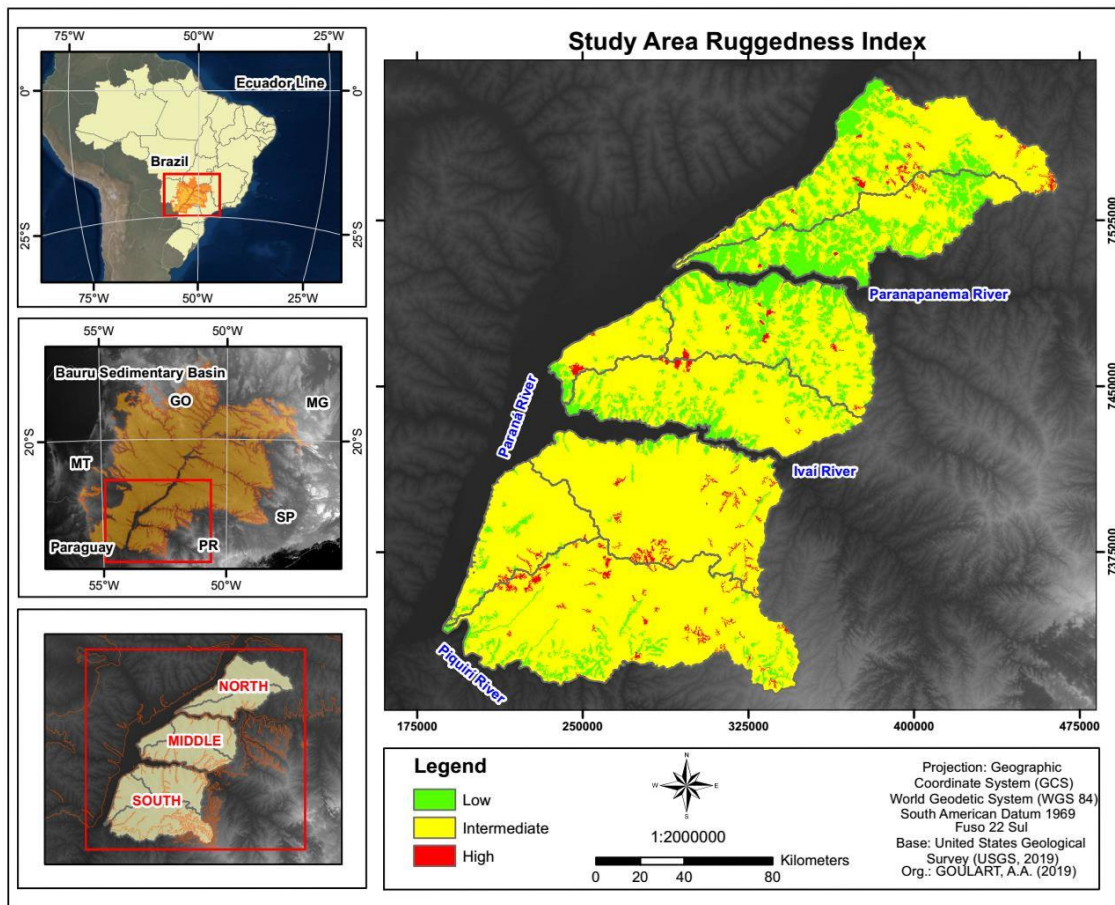 75°W
50°W
25°W
0°
0°
Ecuador Line
Brazil
25°S
25°S
75°W
50°W
55°W
50°W
Bauru Sedimentary Basin
GO
MG
20°S
20°S
MT
SP
Paraguay
PR
55°W
50°W
NORTH
MIDDLE
SOUTH
Study Area Ruggedness Index
7525000
Paranapanema River
7450000
Paraná River
Ivaí River
7375000
Piquiri River
175000
250000
325000
400000
475000
Legend
Low
Intermediate
High
N
W
E
S
1:2000000
Kilometers
0
20
40
80
Projection: Geographic
Coordinate System (GCS)
World Geodetic System (WGS 84)
South American Datum 1969
Fuso 22 Sul
Base: United States Geological
Survey (USGS, 2019)
Org.: GOULART, A.A. (2019)